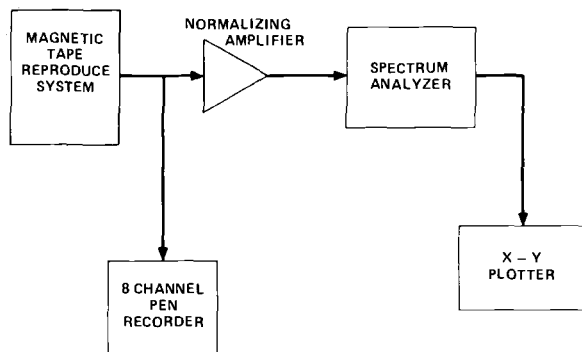 NORMALIZING
AMPLIFIER
MAGNETIC
TAPE
REPRODUCE
SYSTEM
SPECTRUM
ANALYZER
X – Y
PLOTTER
8 CHANNEL
PEN
RECORDER